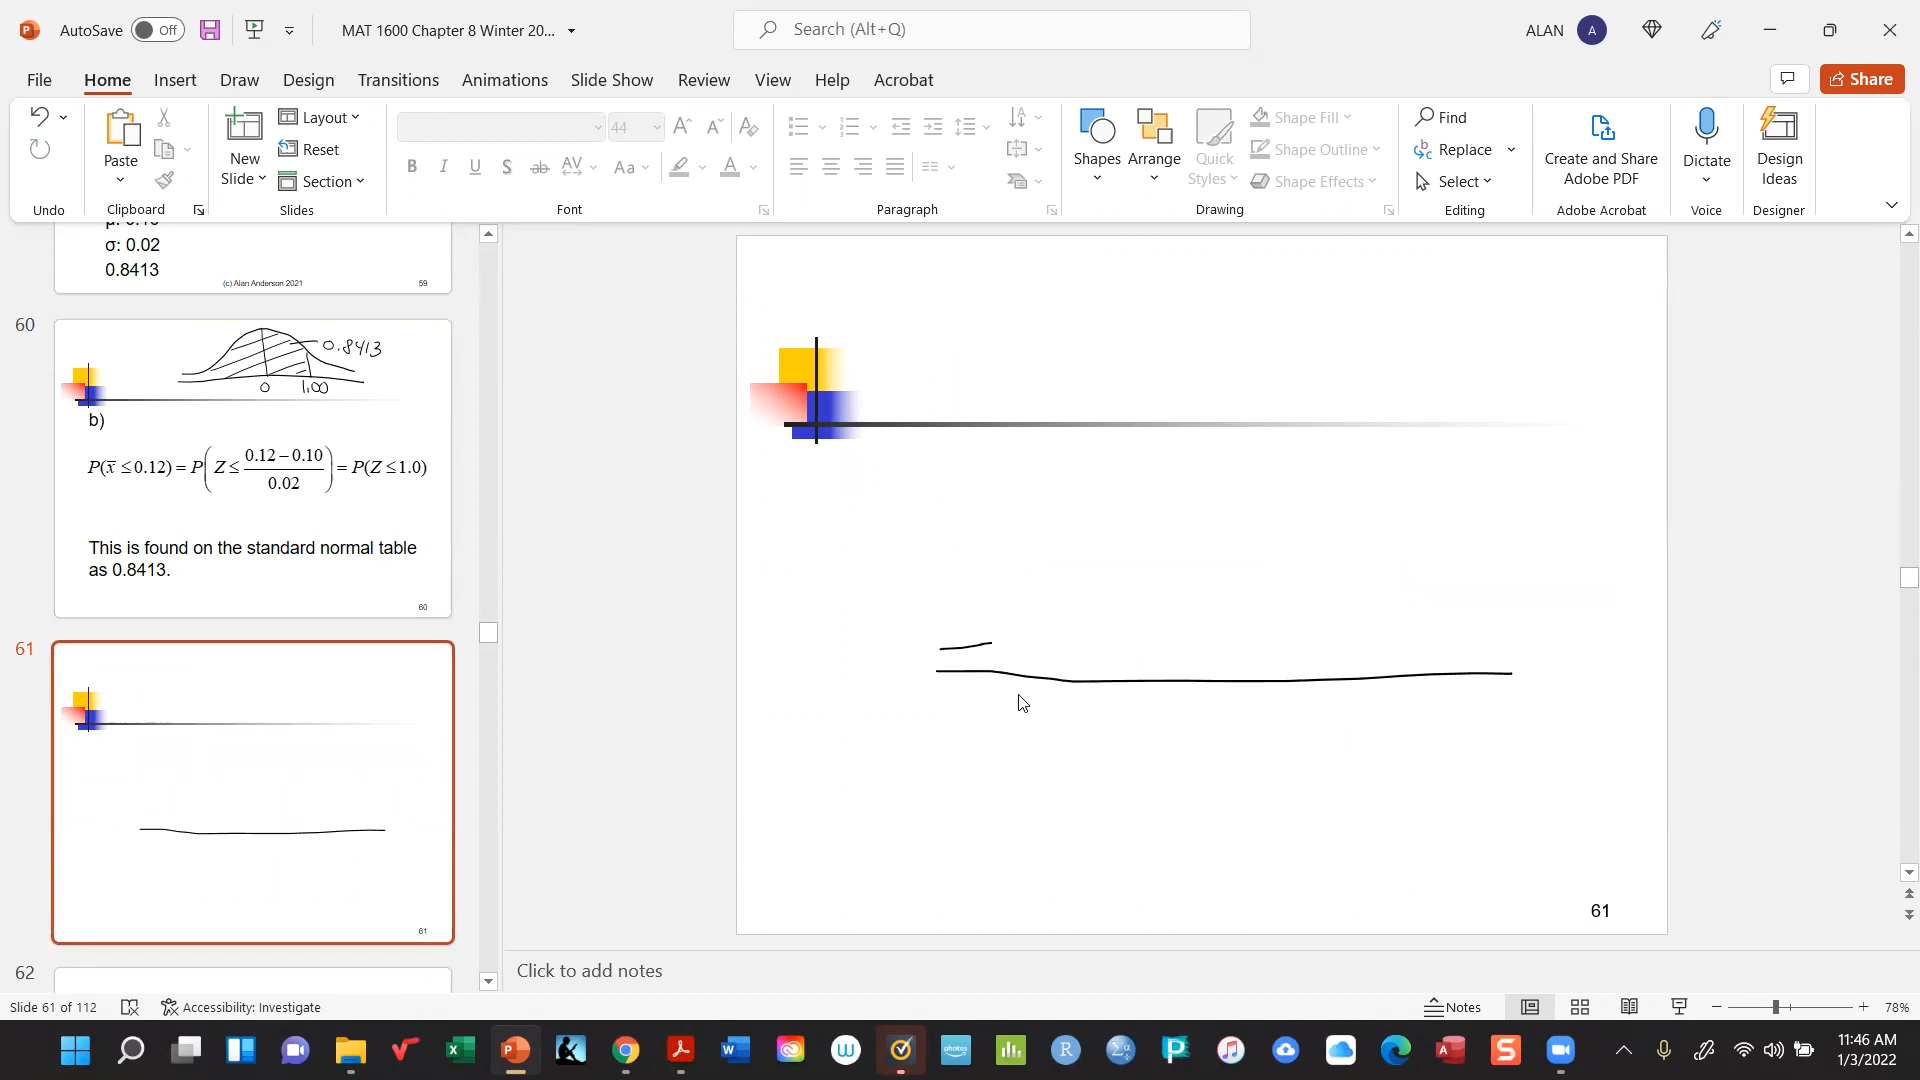 AutoSave Off MAT 1600 Chapter 8 Winter 20... Search (Alt+Q) ALAN A
File Home Insert Draw Design Transitions Animations Slide Show Review View Help Acrobat Share
Paste
New
Slide
Layout
Reset
Section
44
B I U S ab AV Aa A
Shapes
Arrange
Quick
Styles
Shape Fill
Shape Outline
Shape Effects
Find
Replace
Select
Create and Share
Adobe PDF
Dictate
Design
Ideas
Undo Clipboard Slides Font Paragraph Drawing Editing Adobe Acrobat Voice Designer
σ: 0.02
0.8413
(c) Alan Anderson 2021 59
60
0.8413
0 1.00
b)
P(x̅ ≤ 0.12) = P(Z ≤ (0.12 − 0.10)/0.02) = P(Z ≤ 1.0)
This is found on the standard normal table
as 0.8413.
60
61
61
62
61
Click to add notes
Slide 61 of 112 Accessibility: Investigate Notes 78%
11:46 AM
1/3/2022